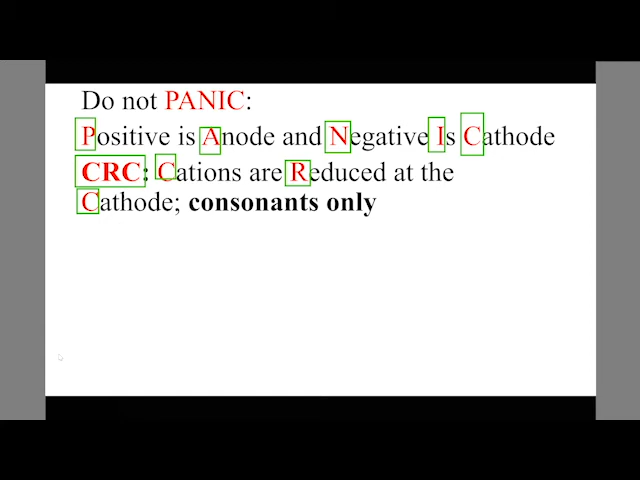 Do not PANIC:
Positive is Anode and Negative Is Cathode
CRC: Cations are Reduced at the
Cathode; consonants only